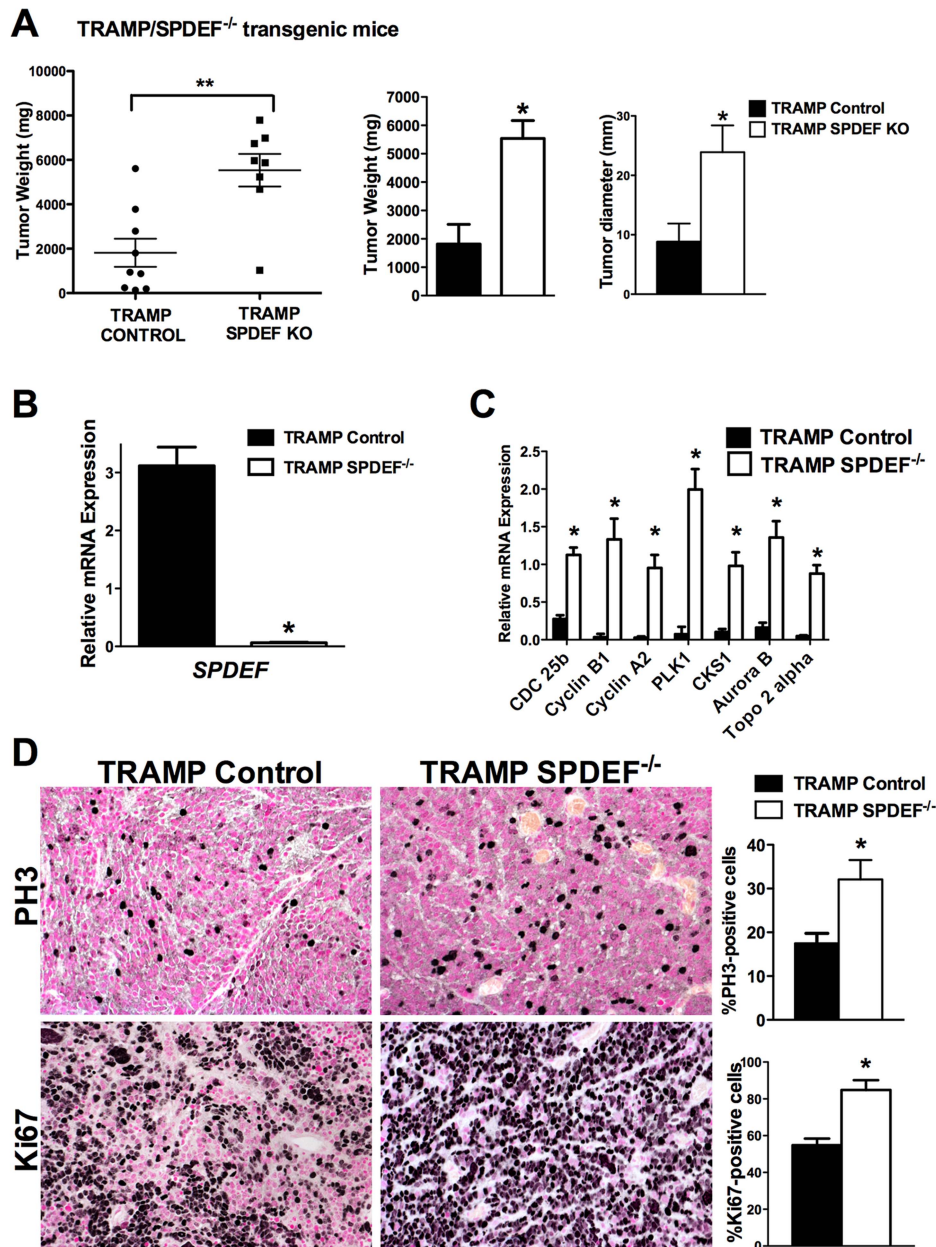 A
TRAMP/SPDEF-/- transgenic mice
Tumor Weight (mg)
10000
8000
6000
4000
2000
0
**
TRAMP CONTROL
TRAMP SPDEF KO
Tumor Weight (mg)
7000
6000
5000
4000
3000
2000
1000
0
*
Tumor diameter (mm)
30
20
10
0
*
TRAMP Control
TRAMP SPDEF KO
B
Relative mRNA Expression
3
2
1
0
*
SPDEF
TRAMP Control
TRAMP SPDEF-/-
C
TRAMP Control
TRAMP SPDEF-/-
Relative mRNA Expression
2.5
2.0
1.5
1.0
0.5
0.0
* * * * * * *
CDC 25b
Cyclin B1
Cyclin A2
PLK1
CKS1
Aurora B
Topo 2 alpha
D
TRAMP Control
TRAMP SPDEF-/-
PH3
Ki67
TRAMP Control
TRAMP SPDEF-/-
%PH3-positive cells
40
30
20
10
0
*
%Ki67-positive cells
100
80
60
40
20
0
*